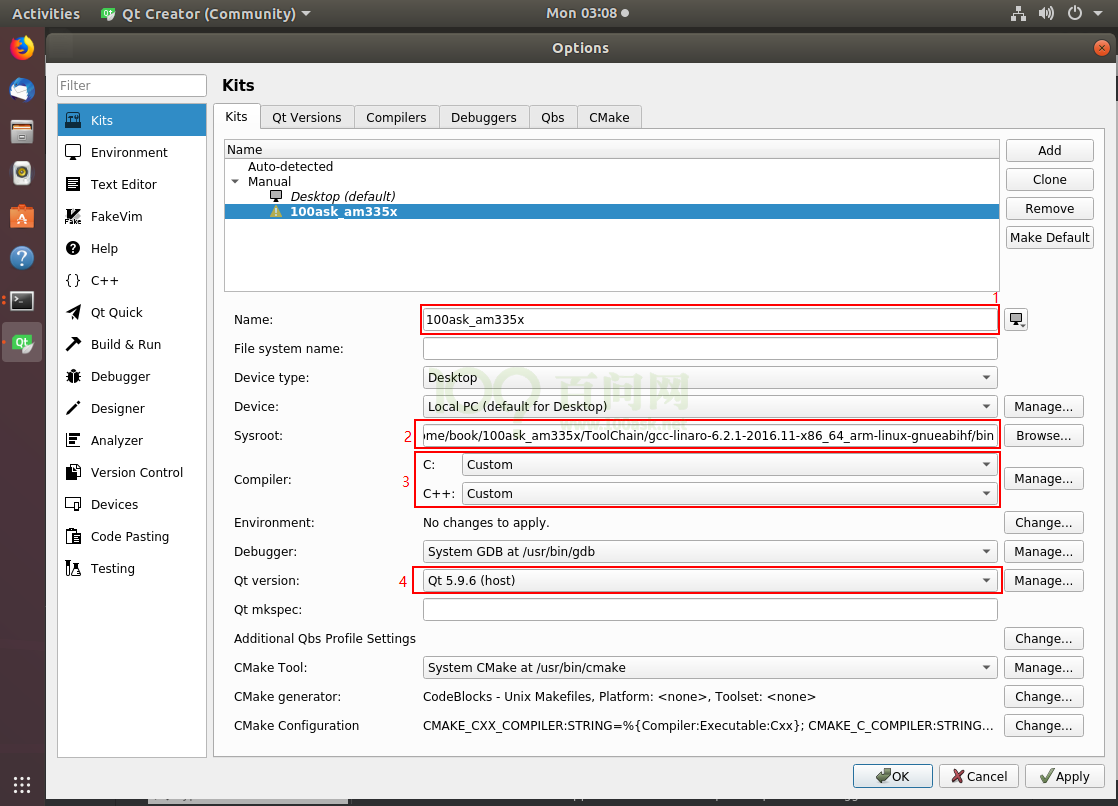 Activities Qt Creator (Community) Mon 03:08
Options
Filter
Kits
Environment
Text Editor
FakeVim
Help
C++
Qt Quick
Build & Run
Debugger
Designer
Analyzer
Version Control
Devices
Code Pasting
Testing
Kits
Kits Qt Versions Compilers Debuggers Qbs CMake
Name
Auto-detected
Manual
Desktop (default)
100ask_am335x
Add
Clone
Remove
Make Default
1
Name: 100ask_am335x
File system name:
Device type: Desktop
百问网
Device: Local PC (default for Desktop) Manage...
Sysroot: 2 ome/book/100ask_am335x/ToolChain/gcc-linaro-6.2.1-2016.11-x86_64_arm-linux-gnueabihf/bin Browse...
Compiler: 3 C: Custom
C++: Custom
Manage...
Environment: No changes to apply. Change...
Debugger: System GDB at /usr/bin/gdb Manage...
Qt version: 4 Qt 5.9.6 (host) Manage...
Qt mkspec:
Additional Qbs Profile Settings Change...
CMake Tool: System CMake at /usr/bin/cmake Manage...
CMake generator: CodeBlocks - Unix Makefiles, Platform: <none>, Toolset: <none> Change...
CMake Configuration CMAKE_CXX_COMPILER:STRING=%{Compiler:Executable:Cxx}; CMAKE_C_COMPILER:STRING... Change...
OK Cancel Apply